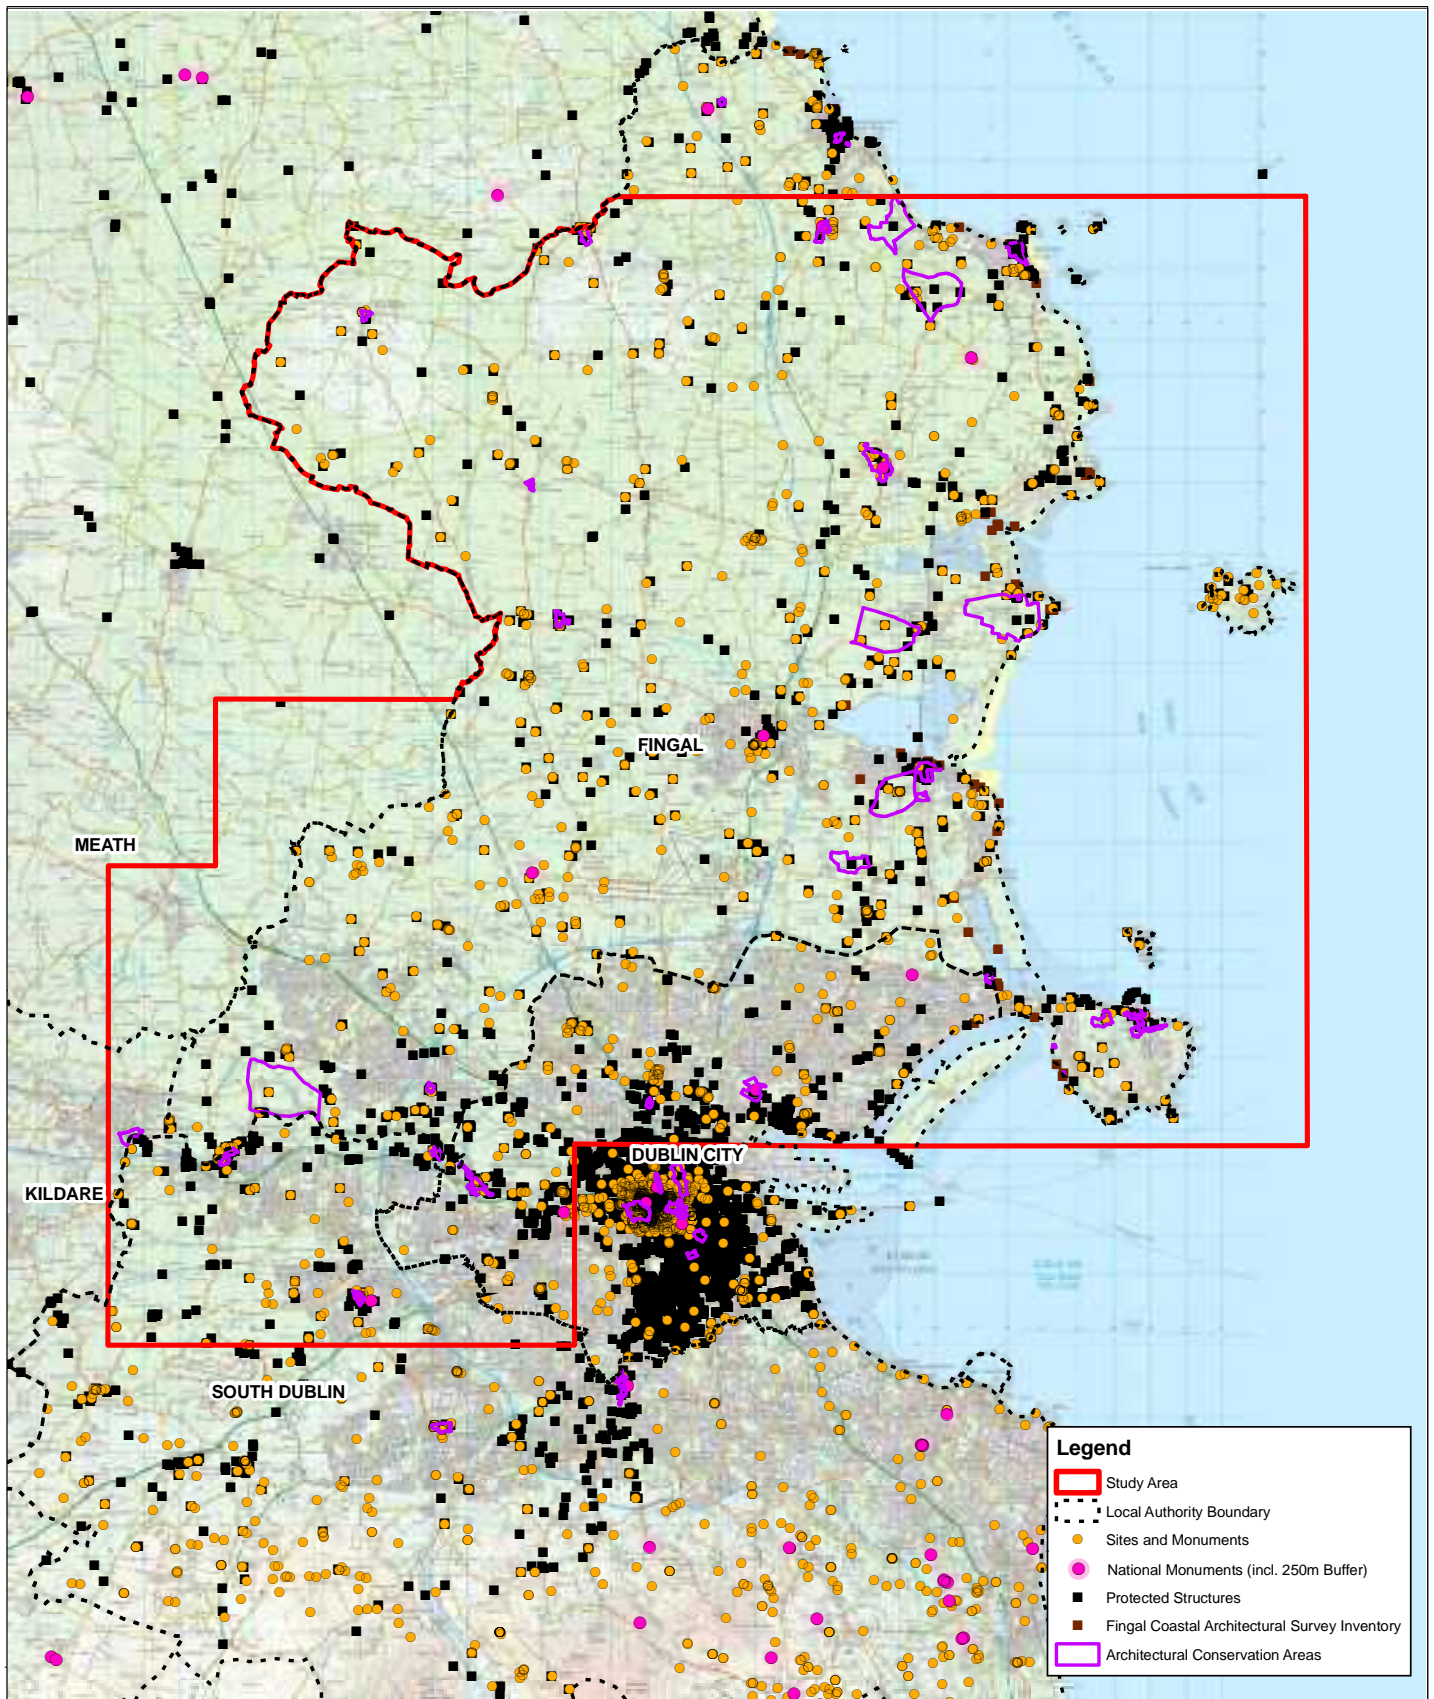 FINGAL
MEATH
DUBLIN CITY
KILDARE
SOUTH DUBLIN
Legend
Study Area
Local Authority Boundary
Sites and Monuments
National Monuments (incl. 250m Buffer)
Protected Structures
Fingal Coastal Architectural Survey Inventory
Architectural Conservation Areas